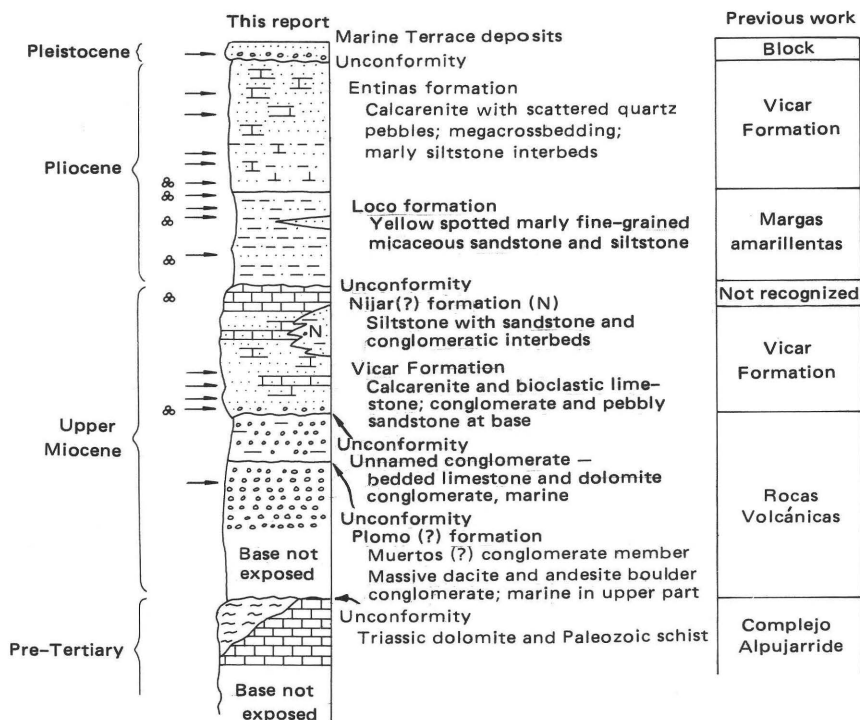 This report
Previous work
Pleistocene
Marine Terrace deposits
Unconformity
Block
Pliocene
Entinas formation
Calcarenite with scattered quartz
pebbles; megacrossbedding;
marly siltstone interbeds
Vicar
Formation
Loco formation
Yellow spotted marly fine-grained
micaceous sandstone and siltstone
Margas
amarillentas
Upper
Miocene
Unconformity
Nijar(?) formation (N)
Siltstone with sandstone and
conglomeratic interbeds
N
Not recognized
Vicar Formation
Calcarenite and bioclastic lime-
stone; conglomerate and pebbly
sandstone at base
Vicar
Formation
Unconformity
Unnamed conglomerate —
bedded limestone and dolomite
conglomerate, marine
Unconformity
Plomo (?) formation
Muertos (?) conglomerate member
Massive dacite and andesite boulder
conglomerate; marine in upper part
Base not
exposed
Rocas
Volcánicas
Pre-Tertiary
Unconformity
Triassic dolomite and Paleozoic schist
Base not
exposed
Complejo
Alpujarride